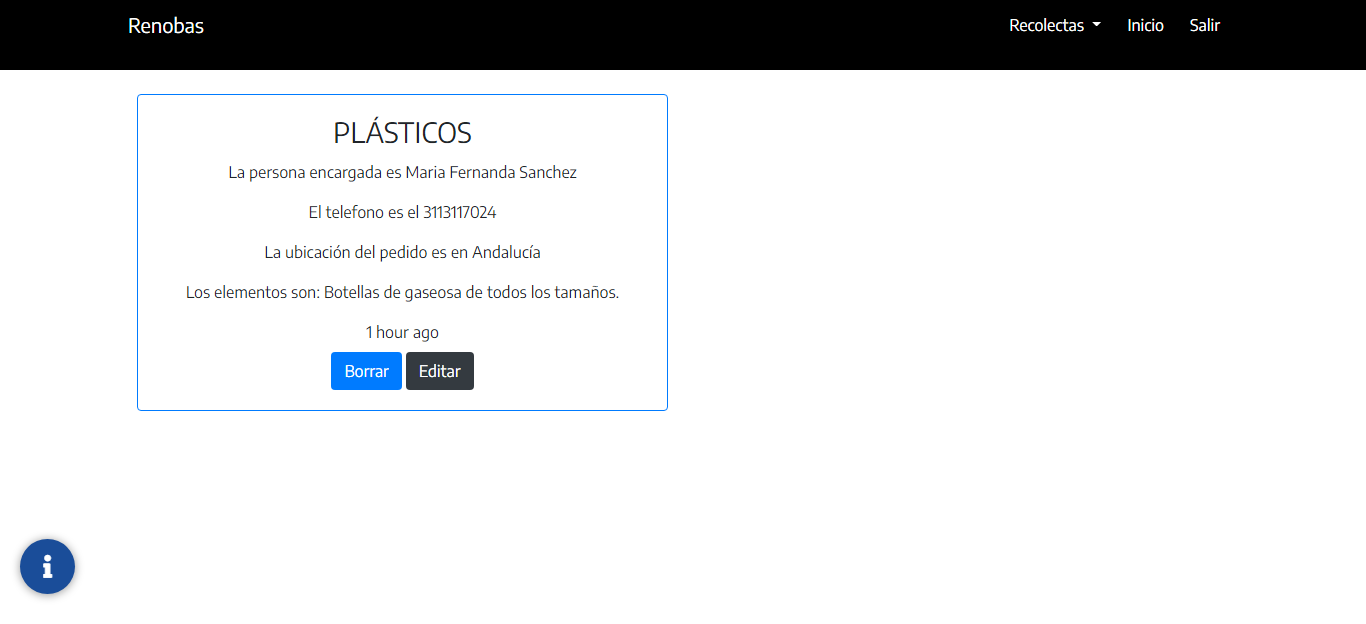 Renobas
Recolectas
Inicio
Salir
PLÁSTICOS
La persona encargada es Maria Fernanda Sanchez
El telefono es el 3113117024
La ubicación del pedido es en Andalucía
Los elementos son: Botellas de gaseosa de todos los tamaños.
1 hour ago
Borrar
Editar